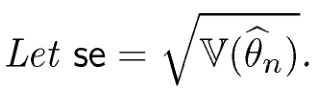 Let se = √𝕍(θ̂ₙ).